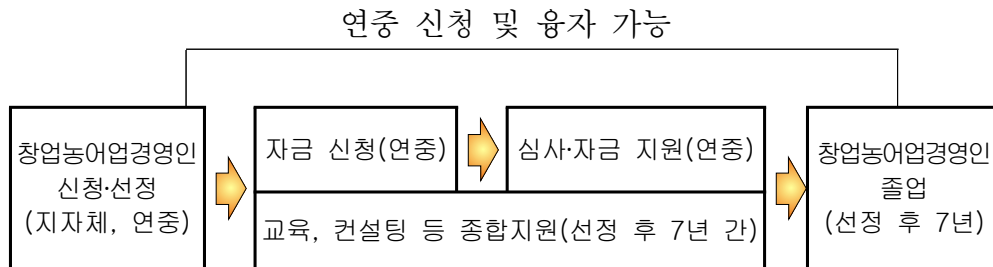 연중 신청 및 융자 가능
창업농어업경영인
신청·선정
(지자체, 연중)
자금 신청(연중)
심사·자금 지원(연중)
교육, 컨설팅 등 종합지원(선정 후 7년 간)
창업농어업경영인
졸업
(선정 후 7년)